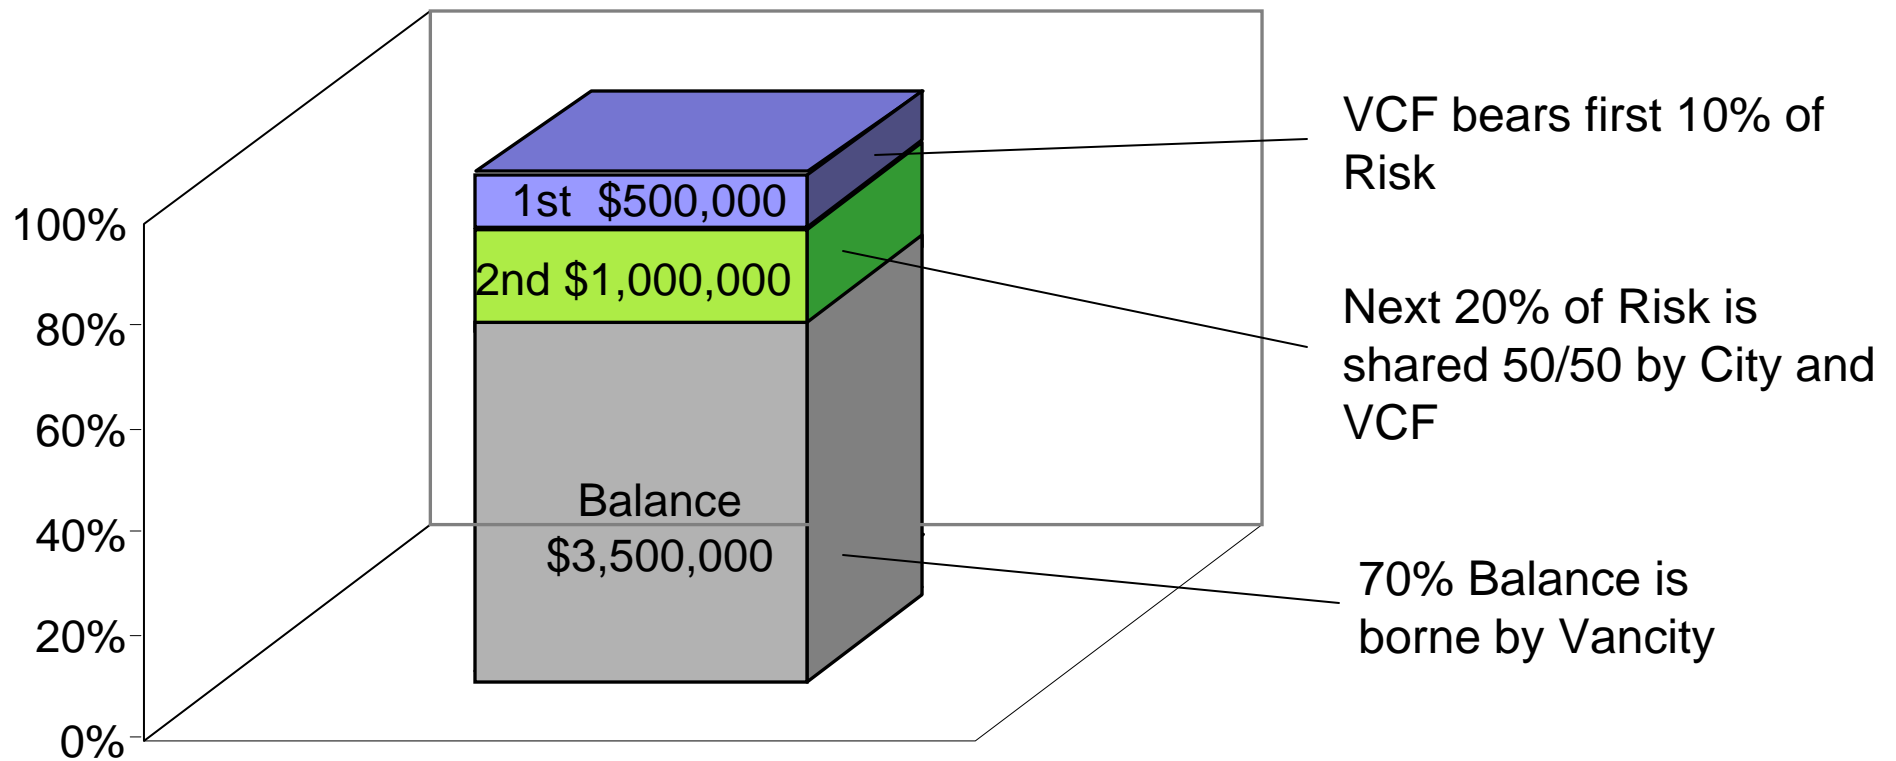 100%
80%
60%
40%
20%
0%
1st $500,000
2nd $1,000,000
Balance
$3,500,000
VCF bears first 10% of
Risk
Next 20% of Risk is
shared 50/50 by City and
VCF
70% Balance is
borne by Vancity